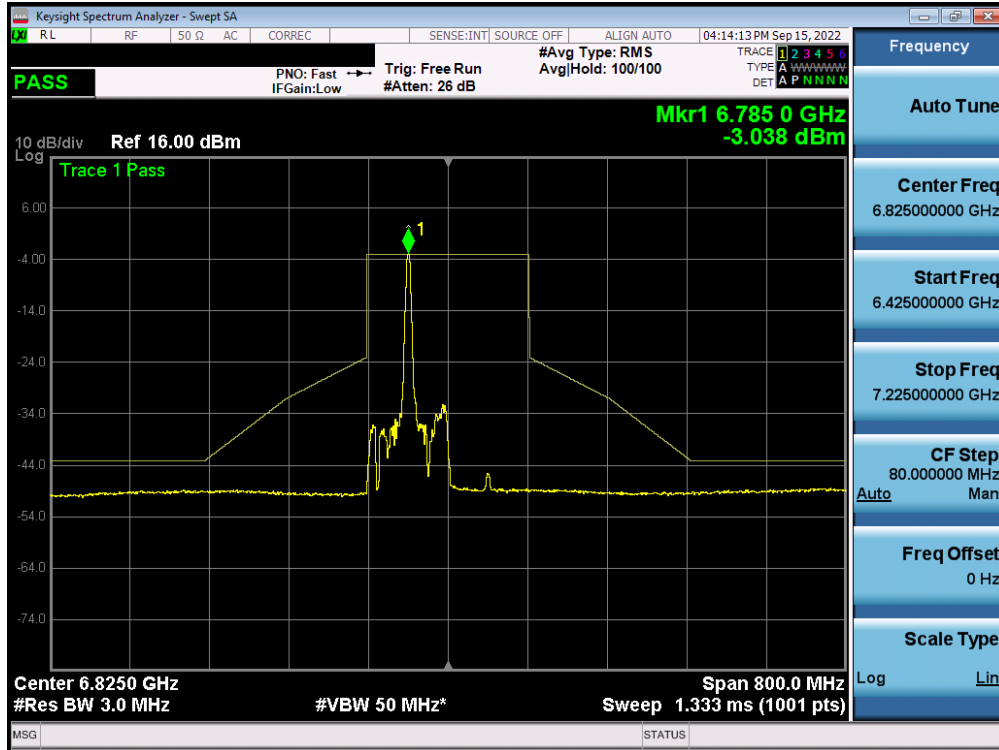 Keysight Spectrum Analyzer - Swept SA
LXI RL RF 50 Ω AC CORREC SENSE:INT SOURCE OFF ALIGN AUTO 04:14:13 PM Sep 15, 2022
PASS
PNO: Fast
IFGain:Low
Trig: Free Run
#Atten: 26 dB
#Avg Type: RMS
Avg|Hold: 100/100
TRACE 1 2 3 4 5 6
TYPE A WWWWW
DET A P N N N N
Mkr1 6.785 0 GHz
-3.038 dBm
10 dB/div Ref 16.00 dBm
Log
Trace 1 Pass
1
6.00
-4.00
-14.0
-24.0
-34.0
-44.0
-54.0
-64.0
-74.0
Center 6.8250 GHz Span 800.0 MHz
#Res BW 3.0 MHz #VBW 50 MHz* Sweep 1.333 ms (1001 pts)
MSG STATUS
Frequency
Auto Tune
Center Freq
6.825000000 GHz
Start Freq
6.425000000 GHz
Stop Freq
7.225000000 GHz
CF Step
80.000000 MHz
Auto Man
Freq Offset
0 Hz
Scale Type
Log Lin